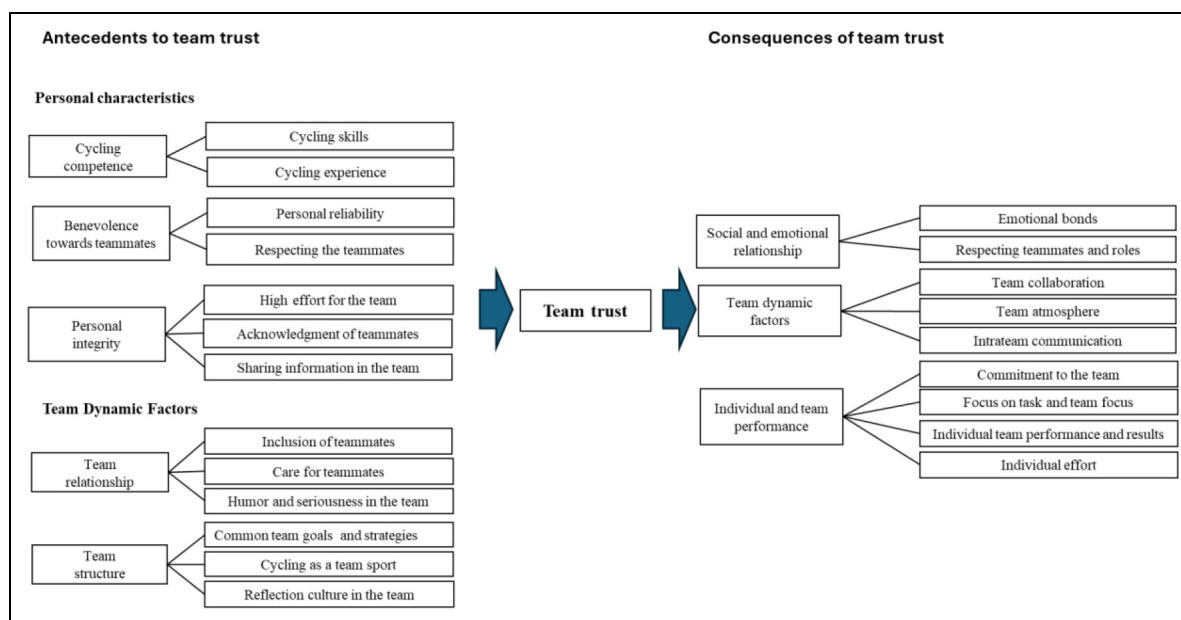 Antecedents to team trust
Consequences of team trust
Personal characteristics
Cycling
competence
Cycling skills
Cycling experience
Benevolence
towards teammates
Personal reliability
Respecting the teammates
Personal
integrity
High effort for the team
Acknowledgment of teammates
Sharing information in the team
Team Dynamic Factors
Team
relationship
Inclusion of teammates
Care for teammates
Humor and seriousness in the team
Team
structure
Common team goals and strategies
Cycling as a team sport
Reflection culture in the team
Team trust
Social and emotional
relationship
Emotional bonds
Respecting teammates and roles
Team dynamic
factors
Team collaboration
Team atmosphere
Intrateam communication
Individual and team
performance
Commitment to the team
Focus on task and team focus
Individual team performance and results
Individual effort